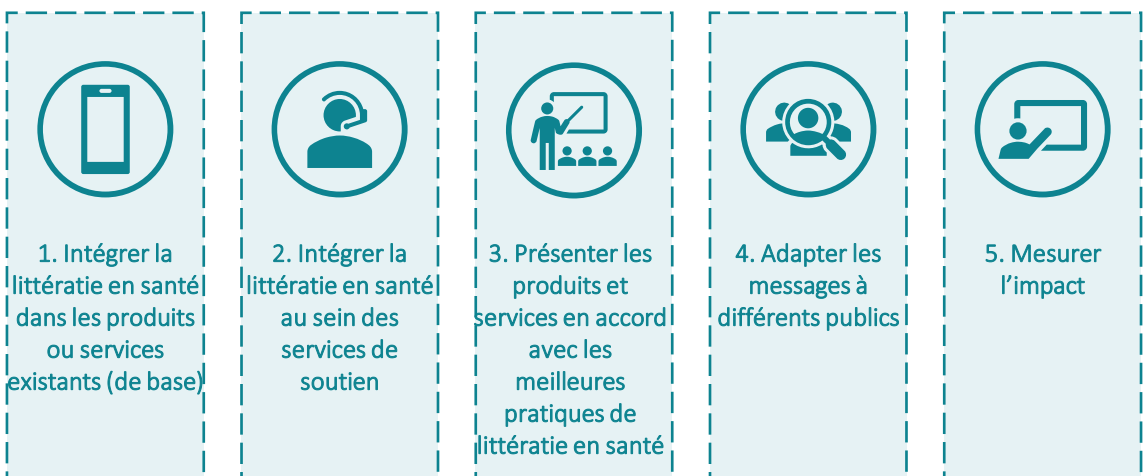 1. Intégrer la
littératie en santé
dans les produits
ou services
existants (de base)
2. Intégrer la
littératie en santé
au sein des
services de
soutien
3. Présenter les
produits et
services en accord
avec les
meilleures
pratiques de
littératie en santé
4. Adapter les
messages à
différents publics
5. Mesurer
l’impact